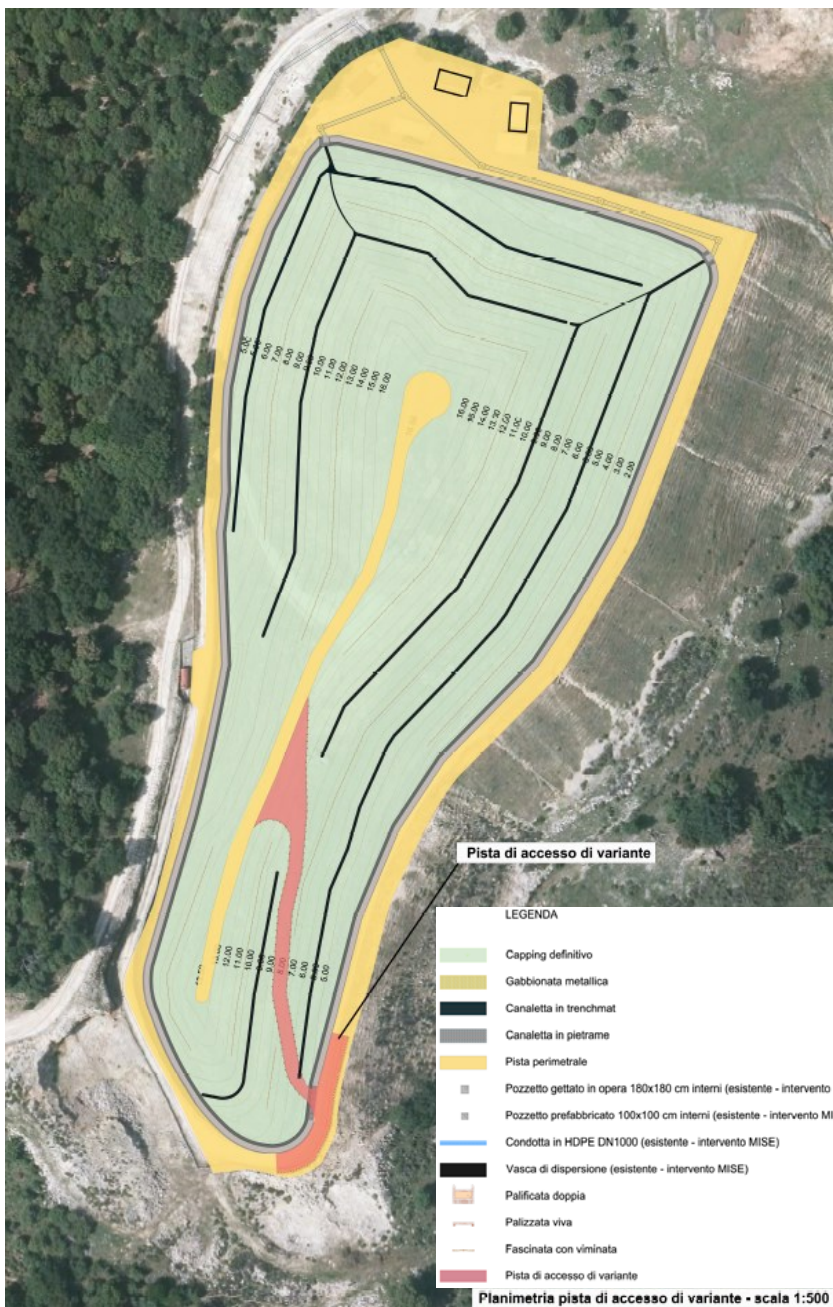 5.00
6.00
7.00
8.00
9.00
10.00
11.00
12.00
13.00
14.00
15.00
16.00
16.00
15.00
14.00
12.00
11.00
10.00
9.00
8.00
7.00
6.00
5.00
4.00
3.00
2.00
12.00
11.00
10.00
9.00
8.00
7.00
6.00
5.00
Pista di accesso di variante
LEGENDA
Capping definitivo
Gabbionata metallica
Canaletta in trenchmat
Canaletta in pietrame
Pista perimetrale
Pozzetto gettato in opera 180x180 cm interni (esistente - intervento
Pozzetto prefabbricato 100x100 cm interni (esistente - intervento MI
Condotta in HDPE DN1000 (esistente - intervento MISE)
Vasca di dispersione (esistente - intervento MISE)
Palificata doppia
Palizzata viva
Fascinata con viminata
Pista di accesso di variante
Planimetria pista di accesso di variante - scala 1:500